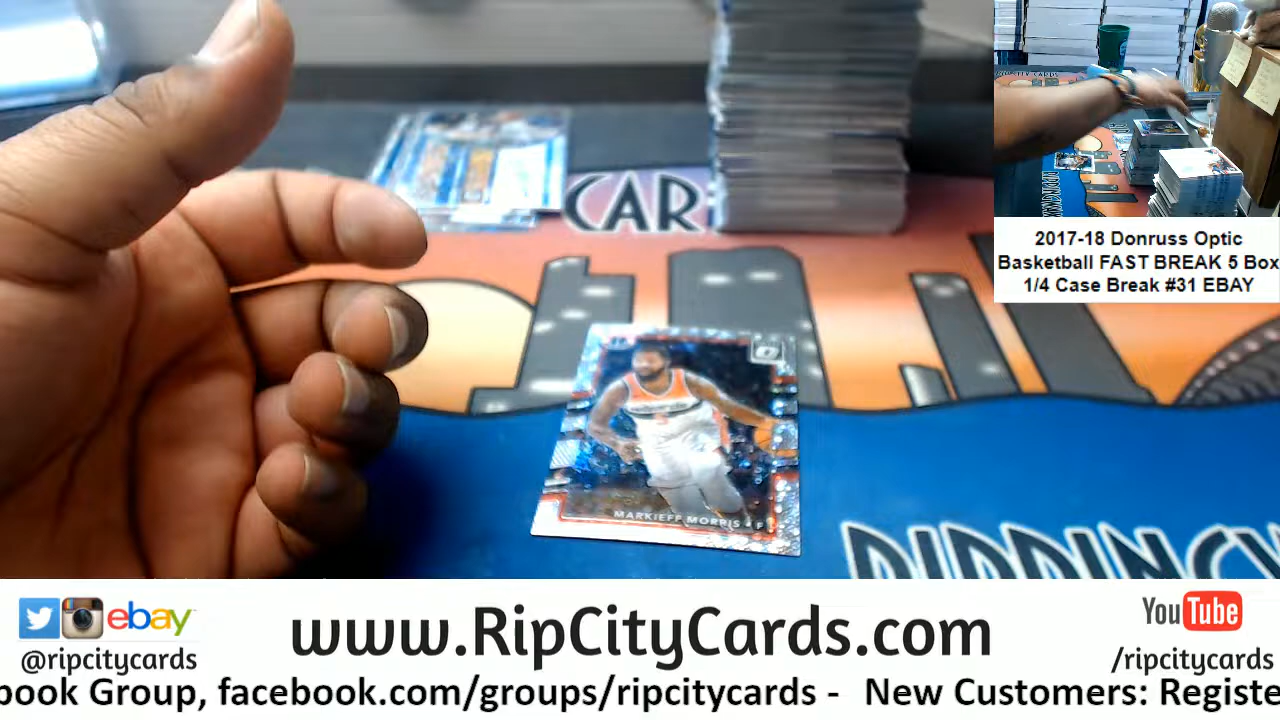 CAR
MARKIEFF MORRIS • F
2017-18 Donruss Optic
Basketball FAST BREAK 5 Box
1/4 Case Break #31 EBAY
ebay
@ripcitycards
www.RipCityCards.com
YouTube
/ripcitycards
book Group, facebook.com/groups/ripcitycards - New Customers: Registe